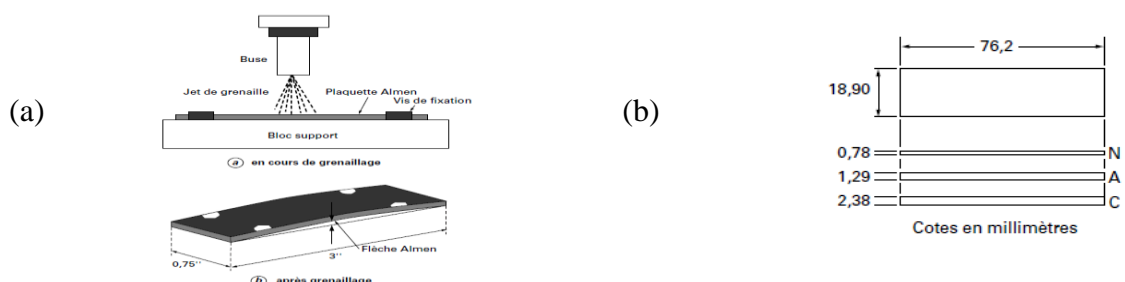 (a)
Buse
Jet de grenaille
Plaquette Almen
Vis de fixation
Bloc support
a en cours de grenaillage
Flèche Almen
0,75''
3''
b après grenaillage
(b)
76,2
18,90
0,78 N
1,29 A
2,38 C
Cotes en millimètres